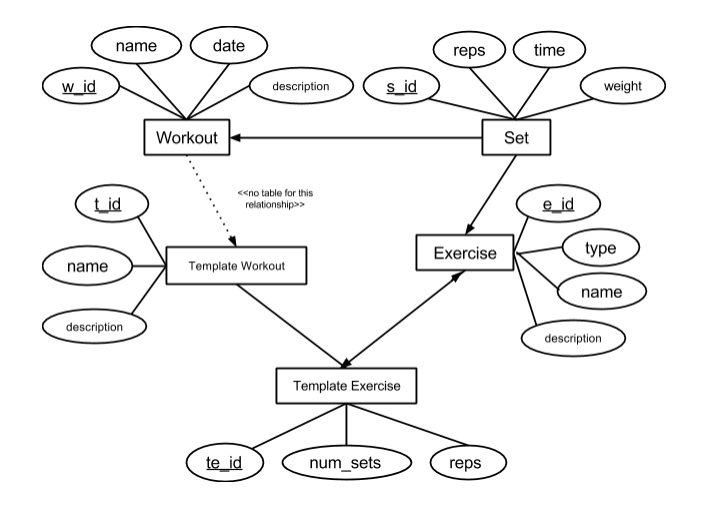 name
date
reps
time
w_id
description
s_id
weight
Workout
Set
<<no table for this
relationship>>
t_id
e_id
name
Template Workout
Exercise
type
name
description
description
Template Exercise
te_id
num_sets
reps